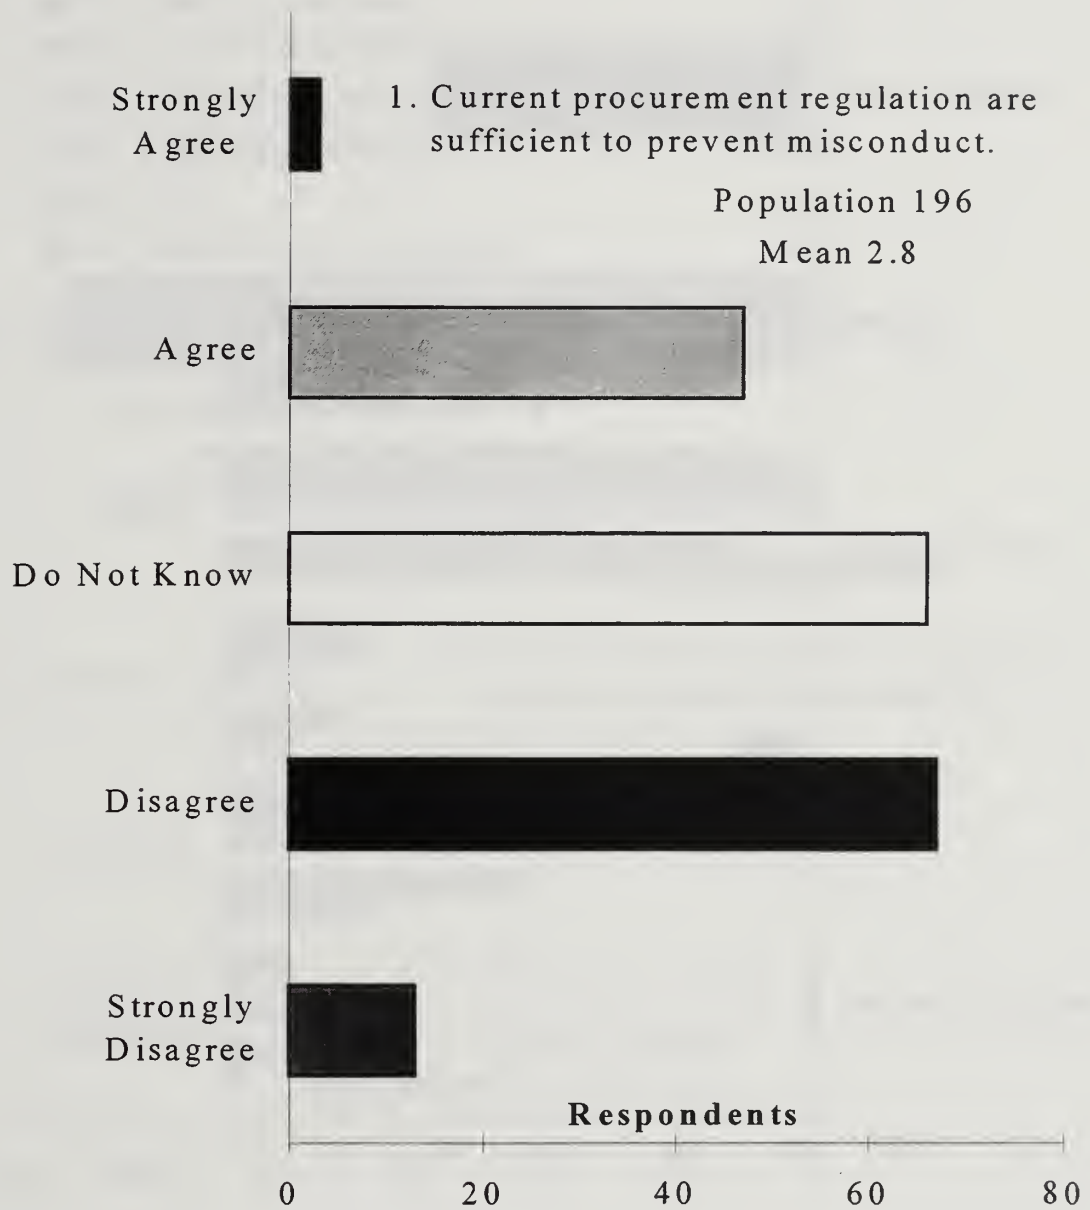 Strongly
Agree
1. Current procurement regulation are
sufficient to prevent misconduct.
Population 196
Mean 2.8
Agree
Do Not Know
Disagree
Strongly
Disagree
Respondents
0 20 40 60 80